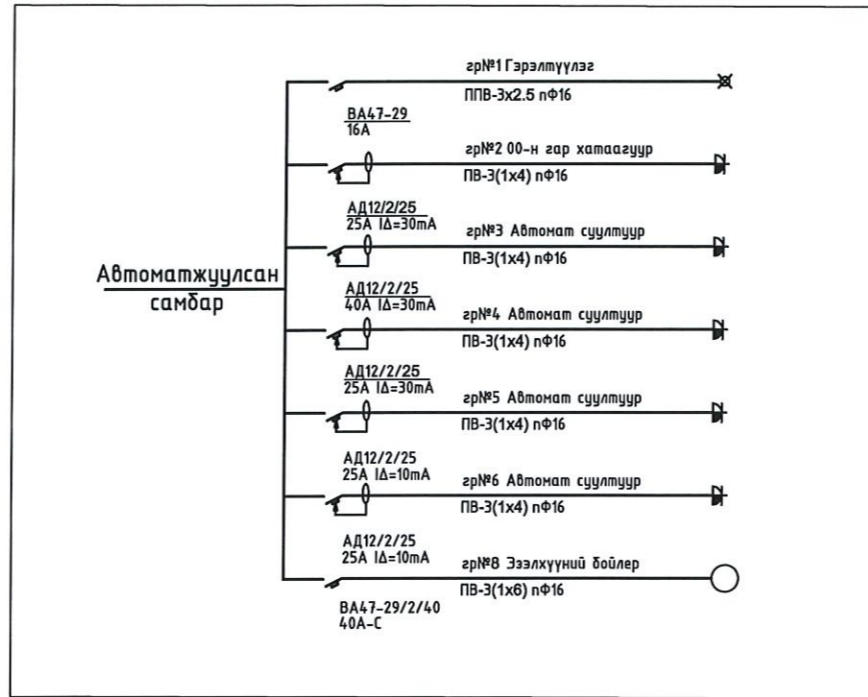 гр№1 Гэрэлтүүлэг
ППВ-3х2.5 пФ16
ВА47-29
16А
гр№2 00-н гар хатаагуур
ПВ-3(1х4) пФ16
АД12/2/25
25А IΔ=30mA
гр№3 Автомат суултуур
ПВ-3(1х4) пФ16
Автоматжуулсан
самбар
АД12/2/25
40А IΔ=30mA
гр№4 Автомат суултуур
ПВ-3(1х4) пФ16
АД12/2/25
25А IΔ=30mA
гр№5 Автомат суултуур
ПВ-3(1х4) пФ16
АД12/2/25
25А IΔ=10mA
гр№6 Автомат суултуур
ПВ-3(1х4) пФ16
АД12/2/25
25А IΔ=10mA
гр№8 Эзэлхүүний бойлер
ПВ-3(1х6) пФ16
ВА47-29/2/40
40А-С